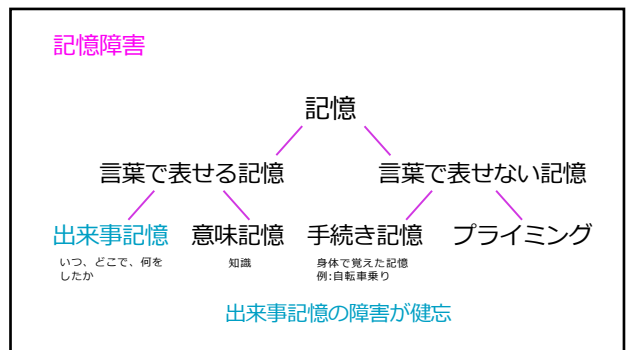 記憶障害
記憶
言葉で表せる記憶
言葉で表せない記憶
出来事記憶
意味記憶
手続き記憶
プライミング
いつ、どこで、何を
したか
知識
身体で覚えた記憶
例:自転車乗り
出来事記憶の障害が健忘